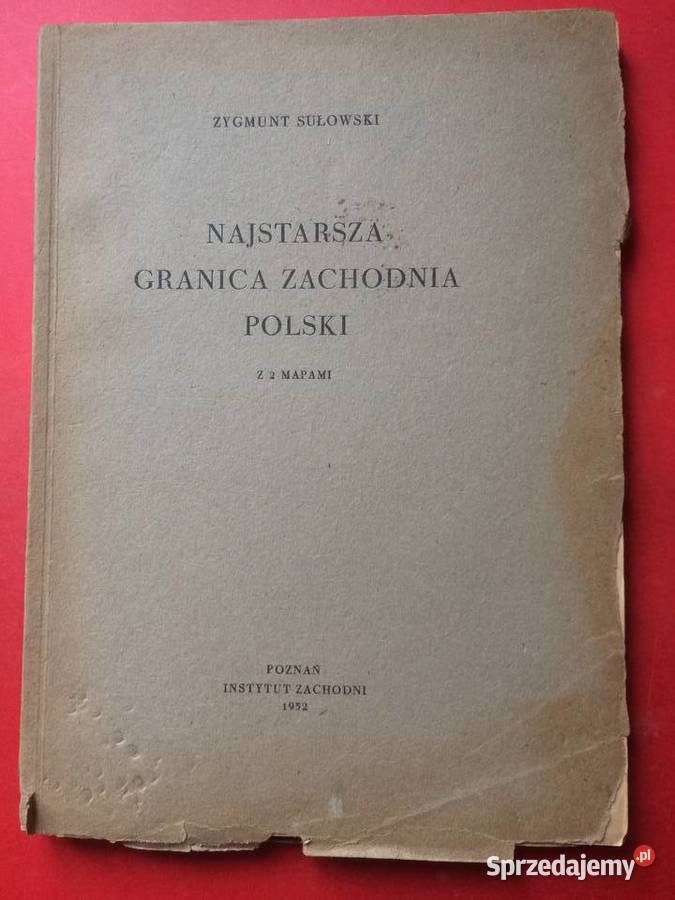 ZYGMUNT SUŁOWSKI
NAJSTARSZA
GRANICA ZACHODNIA
POLSKI
Z 2 MAPAMI
POZNAŃ
INSTYTUT ZACHODNI
1952
Sprzedajemy.pl